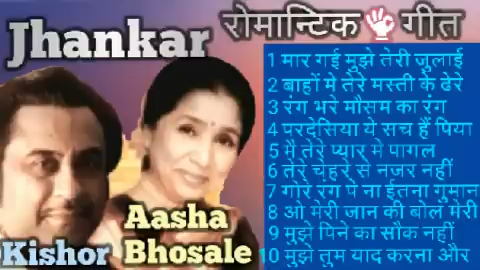 Jhankar
रोमान्टिक👌गीत
1 मार गई मुझे तेरी जुलाई
2 बाहों मे तेरे मस्ती के ढेरे
3 रंग भरे मौसम का रंग
4 परदेसिया ये सच हैं पिया
5 मै तेरे प्यार मे पागल
6 तेरे चेहरे से नजर नहीं
7 गोरे रंग पे ना ईतना गुमान
8 ओ मेरी जान की बोल मेरी
9 मुझे पिने का सौक नहीं
10 मुझे तुम याद करना और
Kishor
Aasha
Bhosale